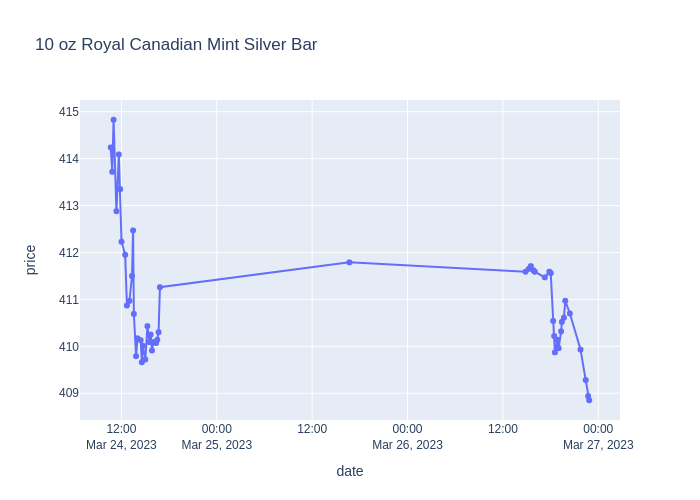 10 oz Royal Canadian Mint Silver Bar
415
414
413
412
411
410
409
price
12:00 00:00 12:00 00:00 12:00 00:00
Mar 24, 2023 Mar 25, 2023 Mar 26, 2023 Mar 27, 2023
date